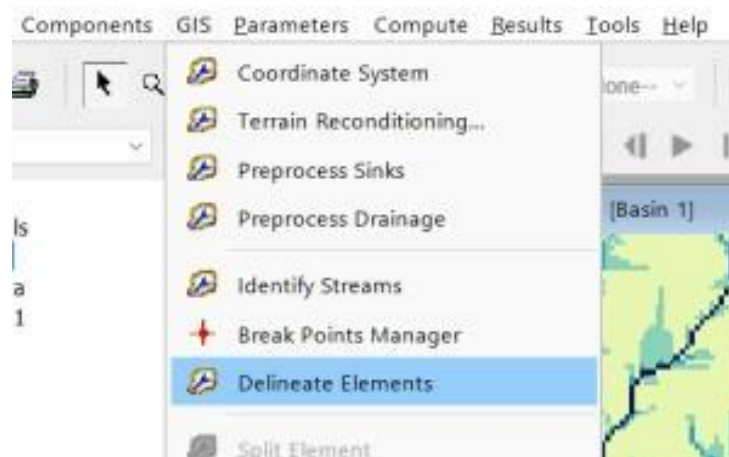 Components GIS Parameters Compute Results Tools Help
Coordinate System
Terrain Reconditioning...
Preprocess Sinks
Preprocess Drainage
Identify Streams
Break Points Manager
Delineate Elements
Split Element
one--
[Basin 1]
ls
a
1